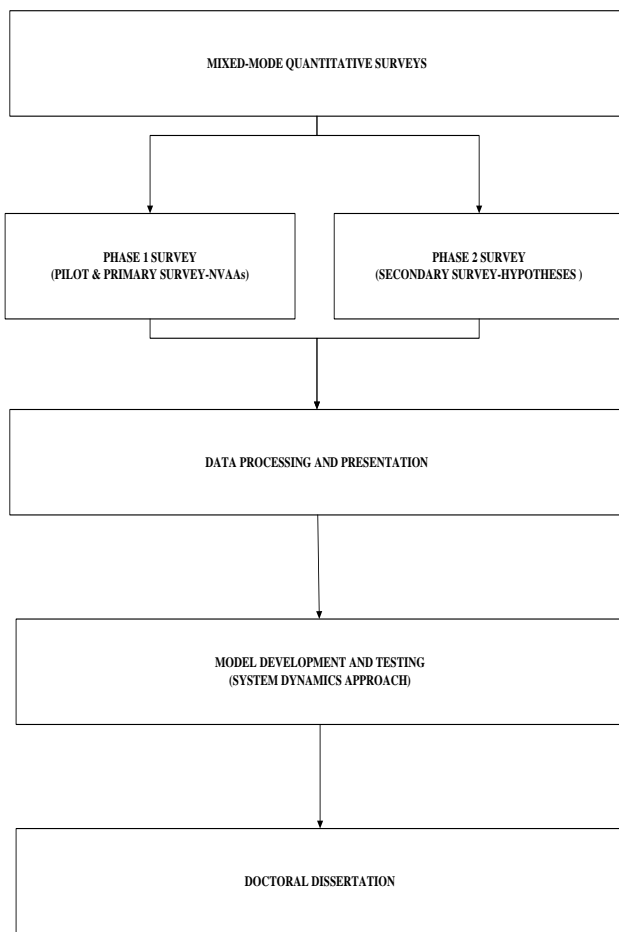 MIXED-MODE QUANTITATIVE SURVEYS
PHASE 1 SURVEY
(PILOT & PRIMARY SURVEY-NVAAs)
PHASE 2 SURVEY
(SECONDARY SURVEY-HYPOTHESES )
DATA PROCESSING AND PRESENTATION
MODEL DEVELOPMENT AND TESTING
(SYSTEM DYNAMICS APPROACH)
DOCTORAL DISSERTATION